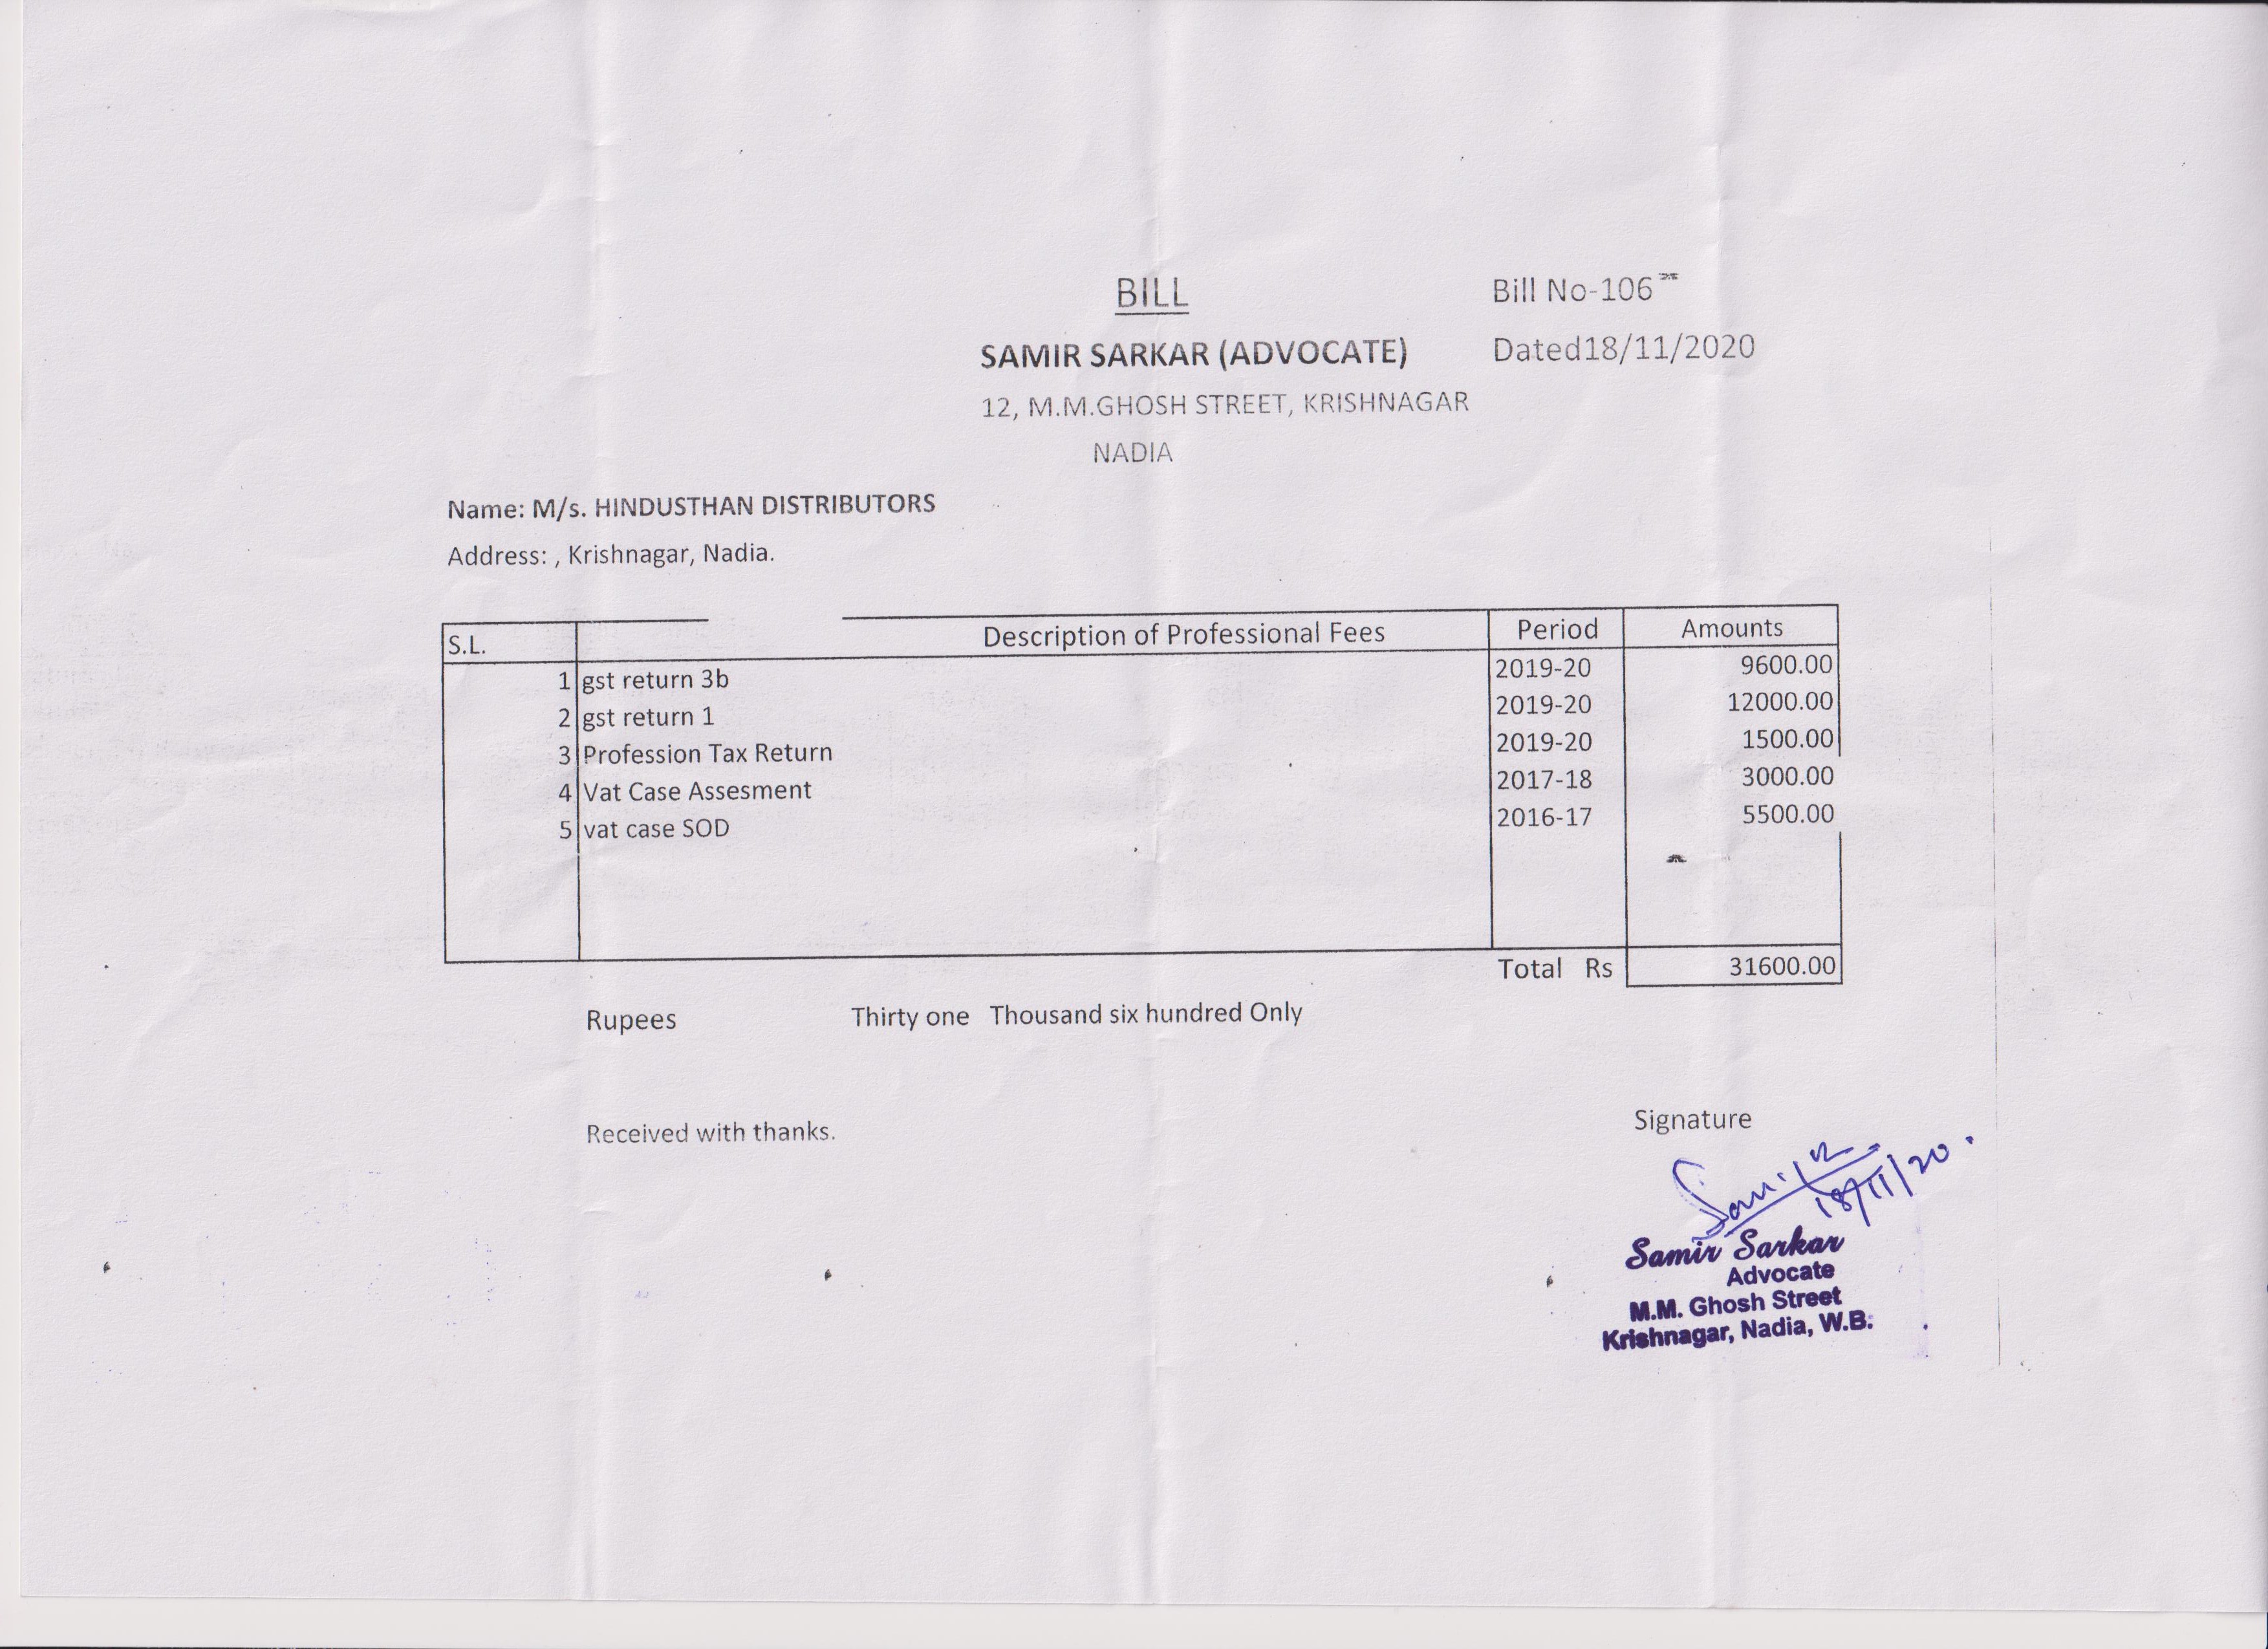 BILL
Bill No-106
SAMIR SARKAR (ADVOCATE)
Dated18/11/2020
12, M.M.GHOSH STREET, KRISHNAGAR
NADIA
Name: M/s. HINDUSTHAN DISTRIBUTORS
Address: , Krishnagar, Nadia.
S.L. Description of Professional Fees Period Amounts
1 gst return 3b 2019-20 9600.00
2 gst return 1 2019-20 12000.00
3 Profession Tax Return 2019-20 1500.00
4 Vat Case Assesment 2017-18 3000.00
5 vat case SOD 2016-17 5500.00
Total Rs 31600.00
Rupees Thirty one Thousand six hundred Only
Received with thanks.
Signature
18/11/20
Samir Sarkar
Advocate
M.M. Ghosh Street
Krishnagar, Nadia, W.B.